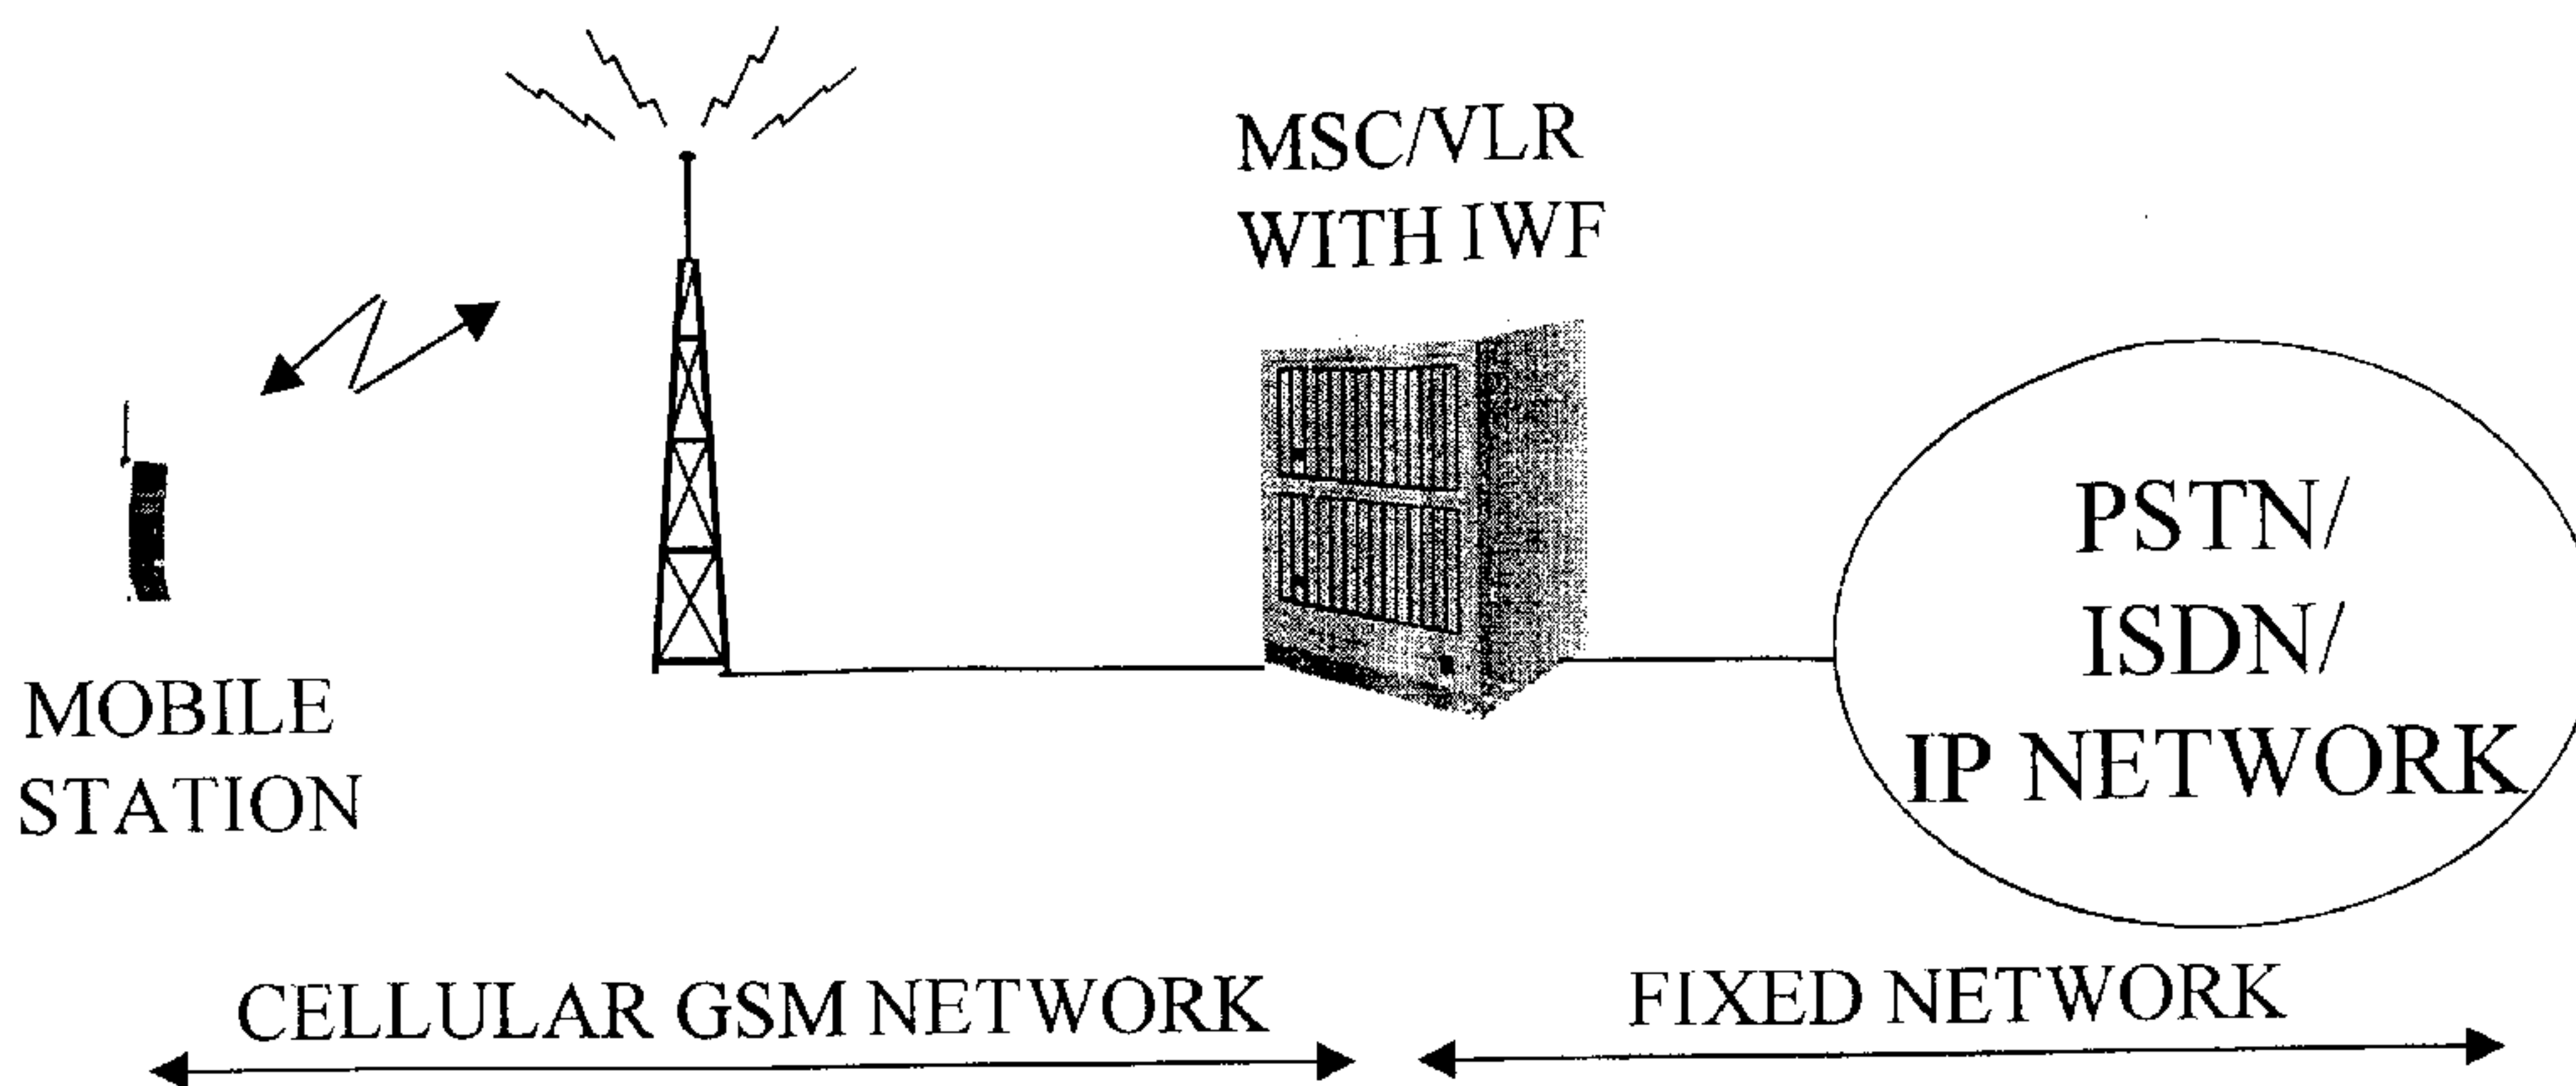 MSC/VLR
WITH IWF
PSTN/
ISDN/
IP NETWORK
MOBILE
STATION
CELLULAR GSM NETWORK
FIXED NETWORK